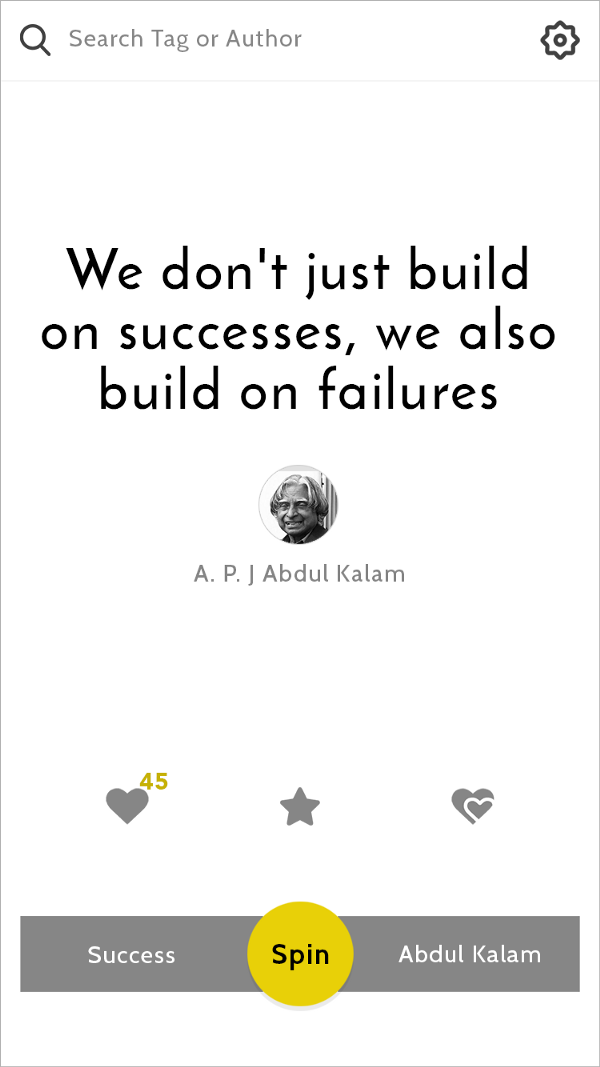 Search Tag or Author
We don't just build
on successes, we also
build on failures
A. P. J Abdul Kalam
45
Success
Spin
Abdul Kalam